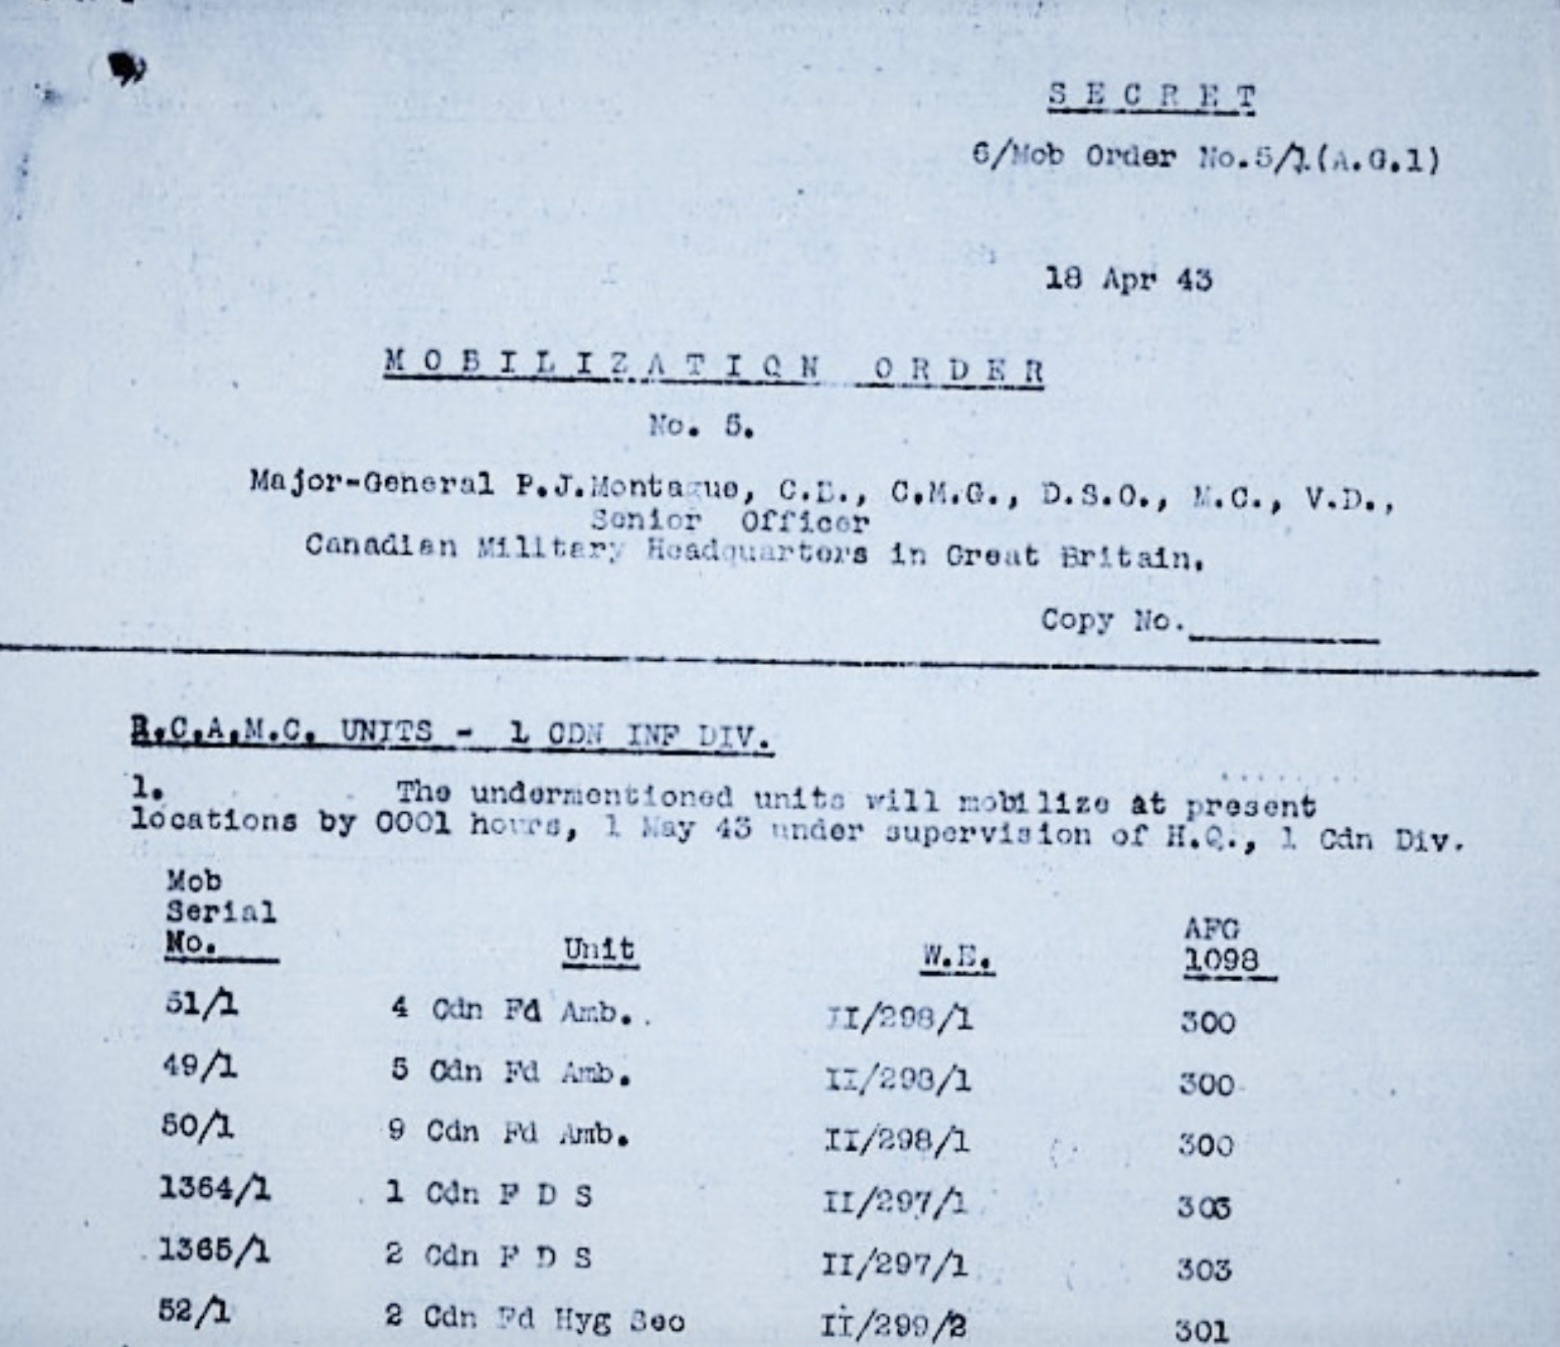 S E C R E T
6/Mob Order No.5/1(A.G.1)
18 Apr 43
M O B I L I Z A T I O N   O R D E R
No. 5.
Major-General P.J.Montague, C.B., C.M.G., D.S.O., M.C., V.D.,
Senior Officer
Canadian Military Headquarters in Great Britain.
Copy No.
R.C.A.M.C. UNITS - 1 CDN INF DIV.
1. The undermentioned units will mobilize at present
locations by 0001 hours, 1 May 43 under supervision of H.Q., 1 Cdn Div.
Mob
Serial
No. Unit W.E. AFG
1098
51/1 4 Cdn Fd Amb. II/298/1 300
49/1 5 Cdn Fd Amb. II/298/1 300
50/1 9 Cdn Fd Amb. II/298/1 300
1364/1 1 Cdn F D S II/297/1 303
1365/1 2 Cdn F D S II/297/1 303
52/1 2 Cdn Fd Hyg Sec II/299/2 301